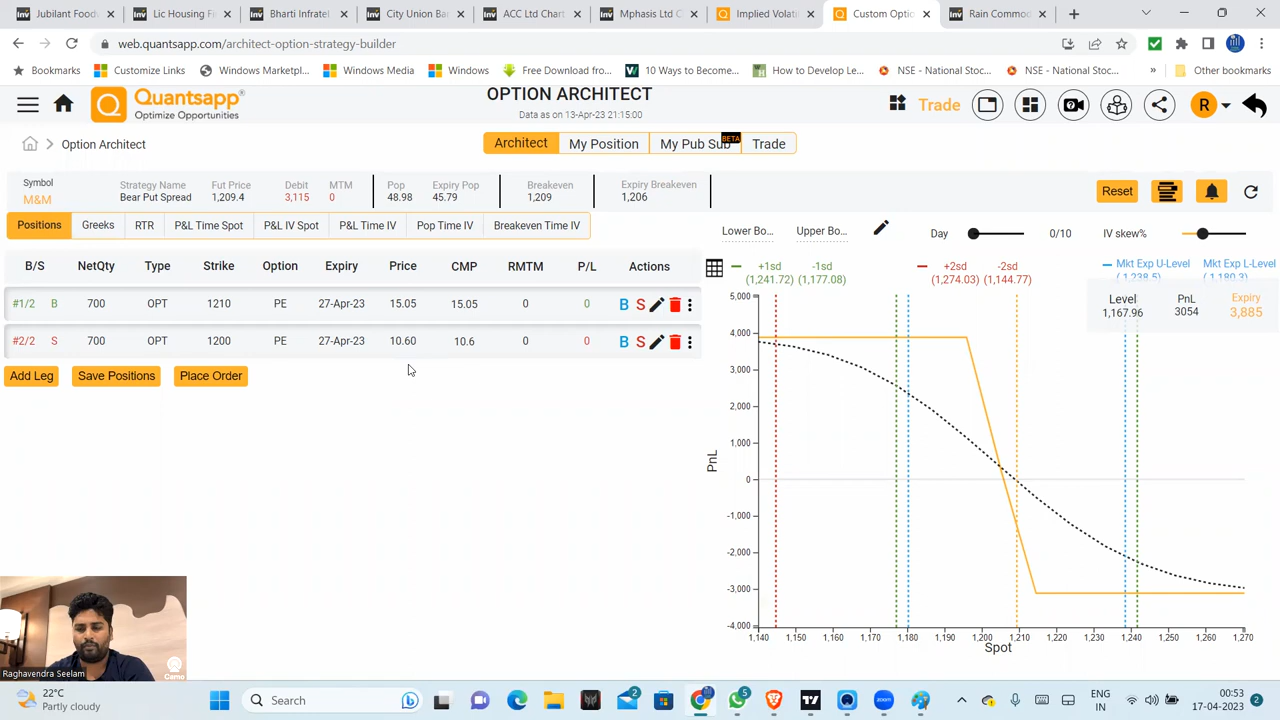 Jubilant Foody
Lic Housing Fi
Bharti Infratel
City Union Ban
ACC Ltd Chart
Mphasis Ltd C
Implied Volati
Custom Optio
Rain Commod
web.quantsapp.com/architect-option-strategy-builder
Bookmarks
Customize Links
Windows Marketpl...
Windows Media
Windows
Free Download fro...
10 Ways to Become...
How to Develop Le...
NSE - National Stoc...
NSE - National Stoc...
Other bookmarks
Quantsapp
Optimize Opportunities
OPTION ARCHITECT
Data as on 13-Apr-23 21:15:00
Trade
R
Option Architect
Architect
My Position
My Pub Sub
BETA
Trade
Symbol
M&M
Strategy Name
Bear Put Spread
Fut Price
1,209.4
Debit
3,115
MTM
0
Pop
48.98
Expiry Pop
45.79
Breakeven
1,209
Expiry Breakeven
1,206
Reset
Positions
Greeks
RTR
P&L Time Spot
P&L IV Spot
P&L Time IV
Pop Time IV
Breakeven Time IV
Lower Bo...
Upper Bo...
Day
0/10
IV skew%
B/S NetQty Type Strike Option Expiry Price CMP RMTM P/L Actions
#1/2 B 700 OPT 1210 PE 27-Apr-23 15.05 15.05 0 0 B S
#2/2 S 700 OPT 1200 PE 27-Apr-23 10.60 10.6 0 0 B S
Add Leg
Save Positions
Place Order
+1sd
(1,241.72)
-1sd
(1,177.08)
+2sd
(1,274.03)
-2sd
(1,144.77)
Mkt Exp U-Level
(1,238.5)
Mkt Exp L-Level
(1,180.3)
Level
1,167.96
PnL
3054
Expiry
3,885
5,000
4,000
3,000
2,000
1,000
0
-1,000
-2,000
-3,000
-4,000
PnL
1,140 1,150 1,160 1,170 1,180 1,190 1,200 1,210 1,220 1,230 1,240 1,250 1,260 1,270
Spot
Raghavendra Seelam
Camo
22°C
Partly cloudy
Search
2
5
ENG
IN
00:53
17-04-2023
2